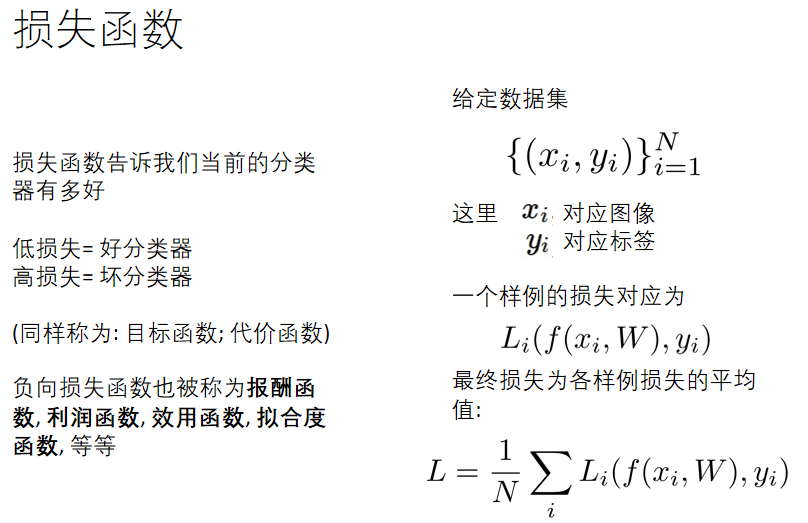 损失函数
损失函数告诉我们当前的分类
器有多好
低损失= 好分类器
高损失= 坏分类器
(同样称为: 目标函数; 代价函数)
负向损失函数也被称为报酬函
数, 利润函数, 效用函数, 拟合度
函数, 等等
给定数据集
$\{(x_i, y_i)\}_{i=1}^{N}$
这里 $x_i$ 对应图像
$y_i$ 对应标签
一个样例的损失对应为
$L_i(f(x_i, W), y_i)$
最终损失为各样例损失的平均
值:
$L = \frac{1}{N} \sum_i L_i(f(x_i, W), y_i)$